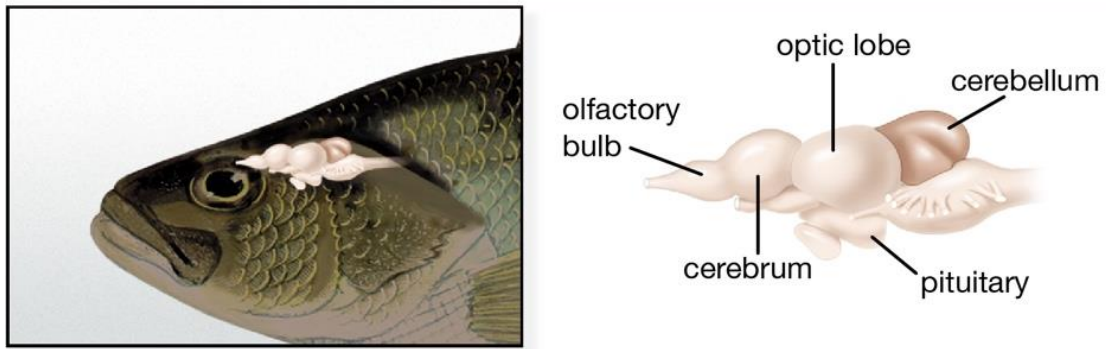 optic lobe
cerebellum
olfactory
bulb
cerebrum
pituitary